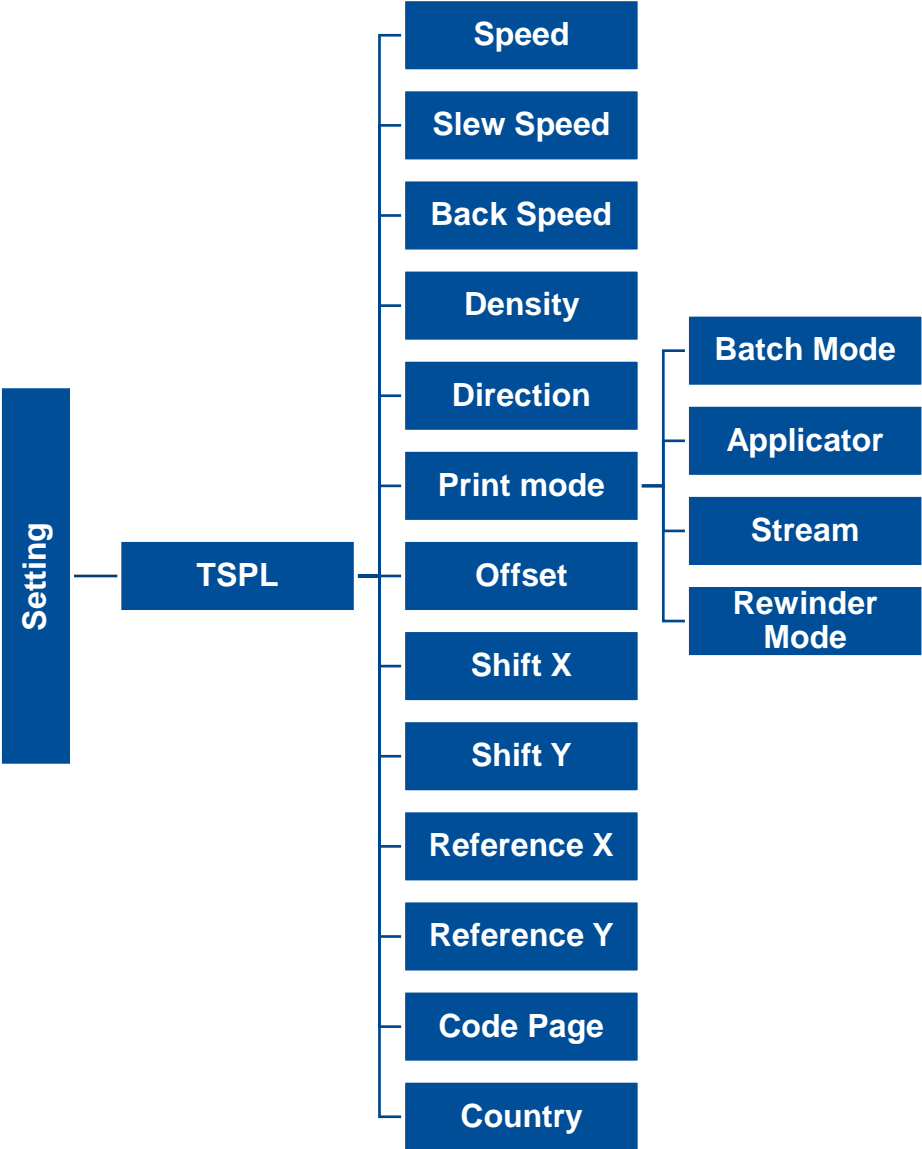 Setting
TSPL
Speed
Slew Speed
Back Speed
Density
Direction
Print mode
Batch Mode
Applicator
Stream
Rewinder
Mode
Offset
Shift X
Shift Y
Reference X
Reference Y
Code Page
Country